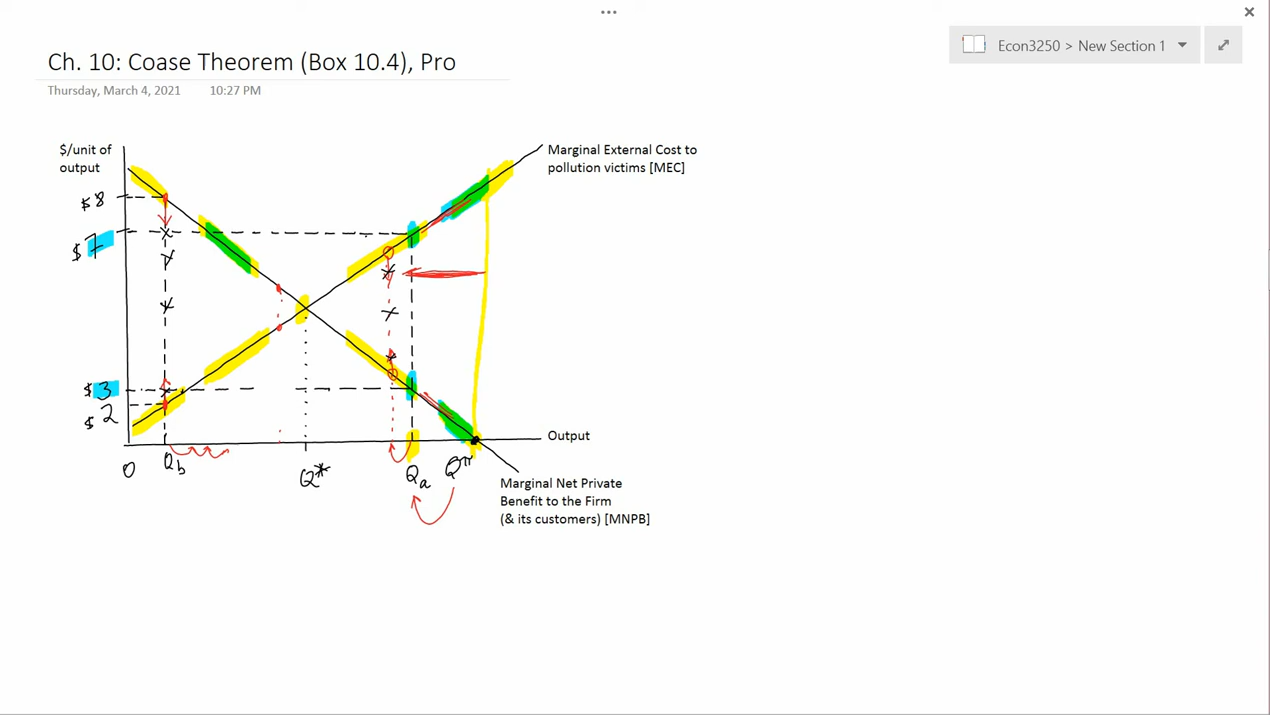 Econ3250 > New Section 1
Ch. 10: Coase Theorem (Box 10.4), Pro
Thursday, March 4, 2021 10:27 PM
$/unit of
output
Marginal External Cost to
pollution victims [MEC]
$8
$7
$3
$2
Output
0
Qb
Q*
Qa
Qπ
Marginal Net Private
Benefit to the Firm
(& its customers) [MNPB]